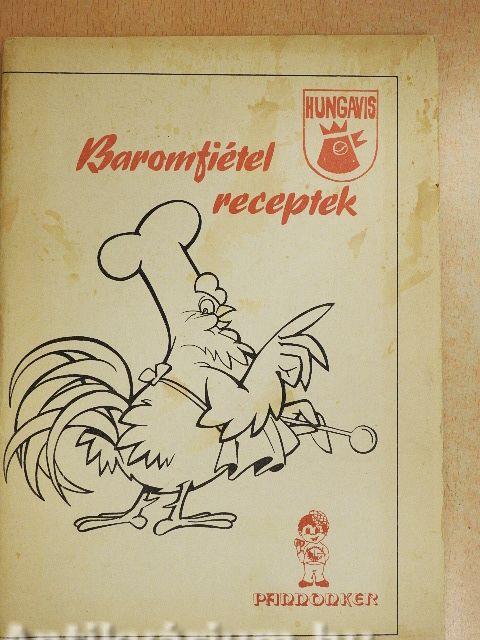 HUNGAVIS
Baromfiétel
receptek
PANNONKER